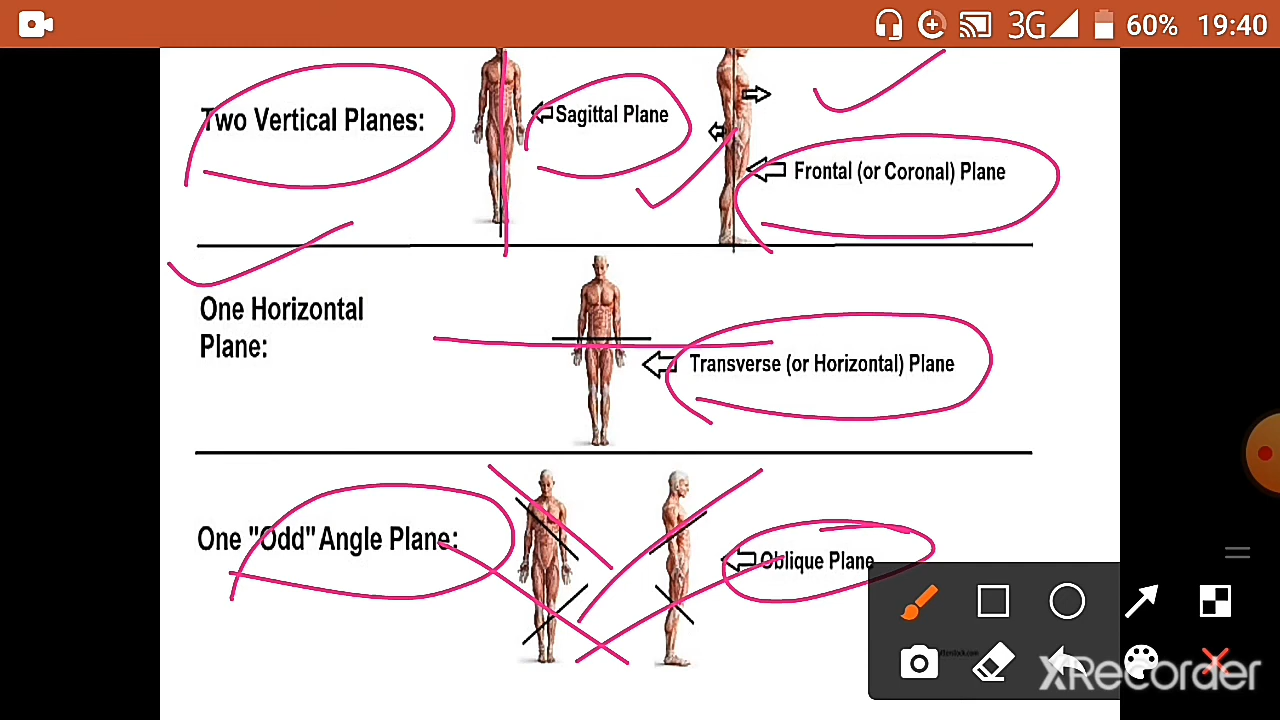 3G 60% 19:40
Two Vertical Planes:
Sagittal Plane
Frontal (or Coronal) Plane
One Horizontal
Plane:
Transverse (or Horizontal) Plane
One "Odd" Angle Plane:
Oblique Plane
XRecorder